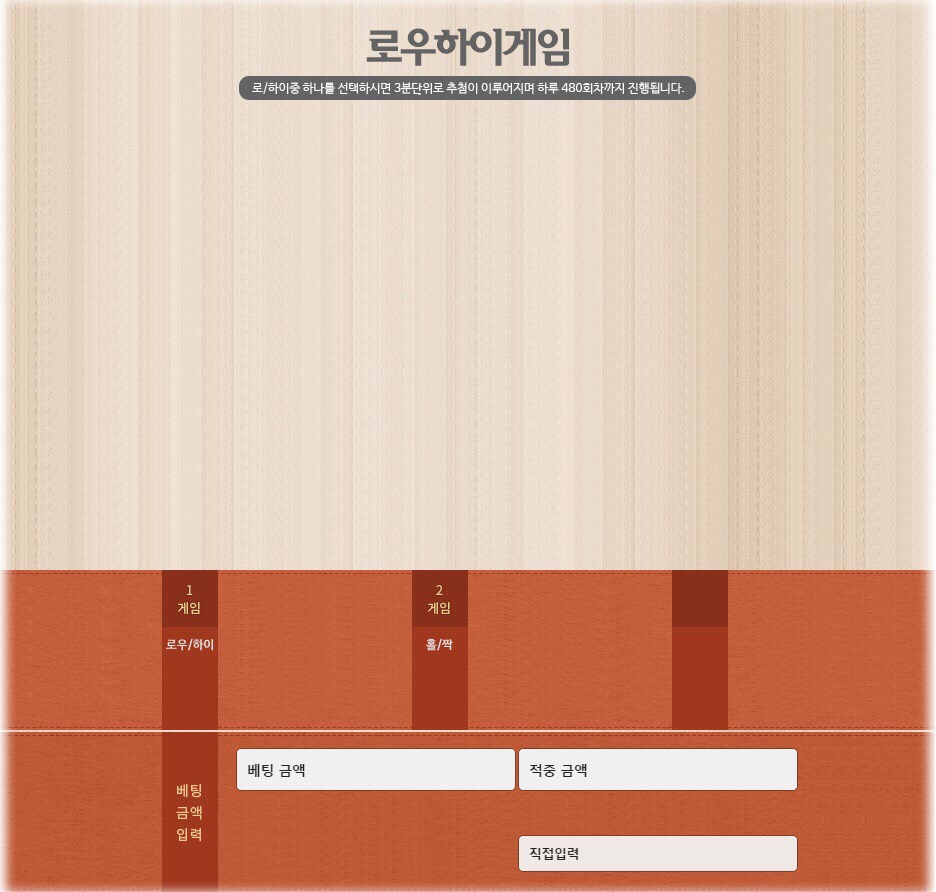 로우하이게임
로/하이중 하나를 선택하시면 3분단위로 추첨이 이루어지며 하루 480회차까지 진행됩니다.
1
게임
로우/하이
2
게임
홀/짝
베팅
금액
입력
베팅 금액
적중 금액
직접입력